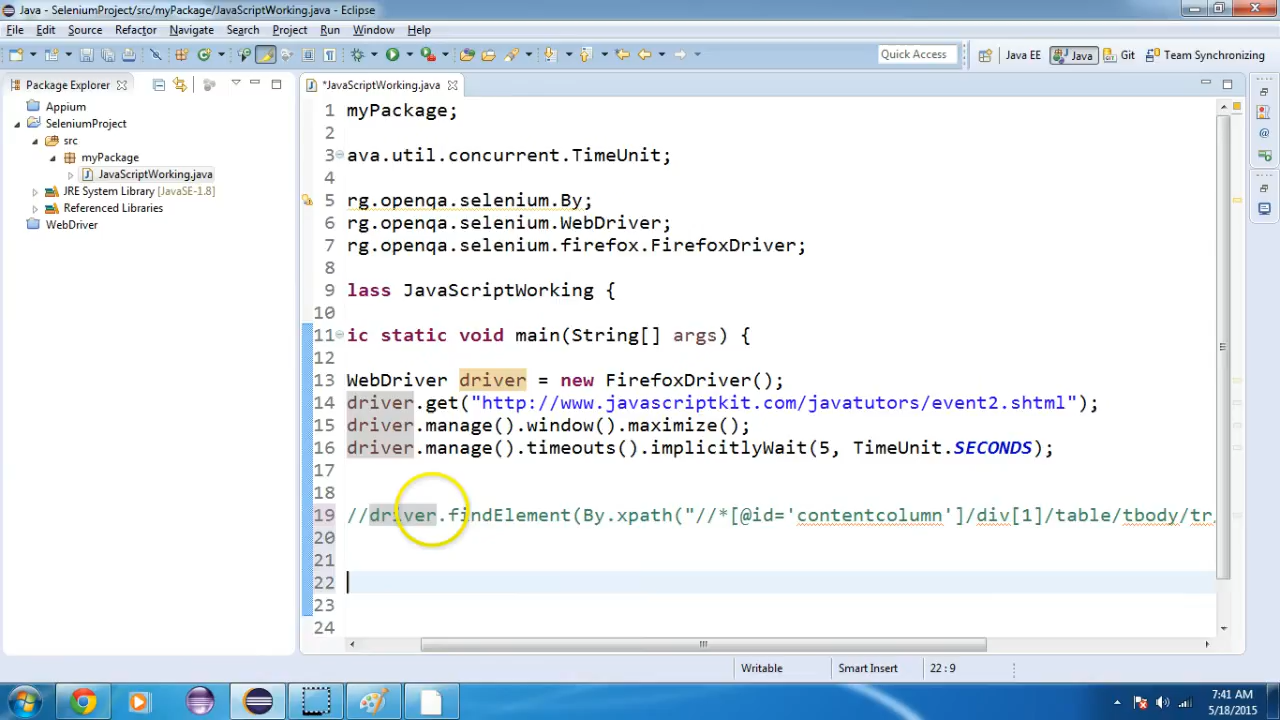 Java - SeleniumProject/src/myPackage/JavaScriptWorking.java - Eclipse
File Edit Source Refactor Navigate Search Project Run Window Help
Quick Access Java EE Java Git Team Synchronizing
Package Explorer
*JavaScriptWorking.java
Appium
SeleniumProject
src
myPackage
JavaScriptWorking.java
JRE System Library [JavaSE-1.8]
Referenced Libraries
WebDriver
1 myPackage;
2
3 ava.util.concurrent.TimeUnit;
4
5 rg.openqa.selenium.By;
6 rg.openqa.selenium.WebDriver;
7 rg.openqa.selenium.firefox.FirefoxDriver;
8
9 lass JavaScriptWorking {
10
11 ic static void main(String[] args) {
12
13 WebDriver driver = new FirefoxDriver();
14 driver.get("http://www.javascriptkit.com/javatutors/event2.shtml");
15 driver.manage().window().maximize();
16 driver.manage().timeouts().implicitlyWait(5, TimeUnit.SECONDS);
17
18
19 //driver.findElement(By.xpath("//*[@id='contentcolumn']/div[1]/table/tbody/tr/
20
21
22
23
24
Writable Smart Insert 22 : 9
7:41 AM
5/18/2015